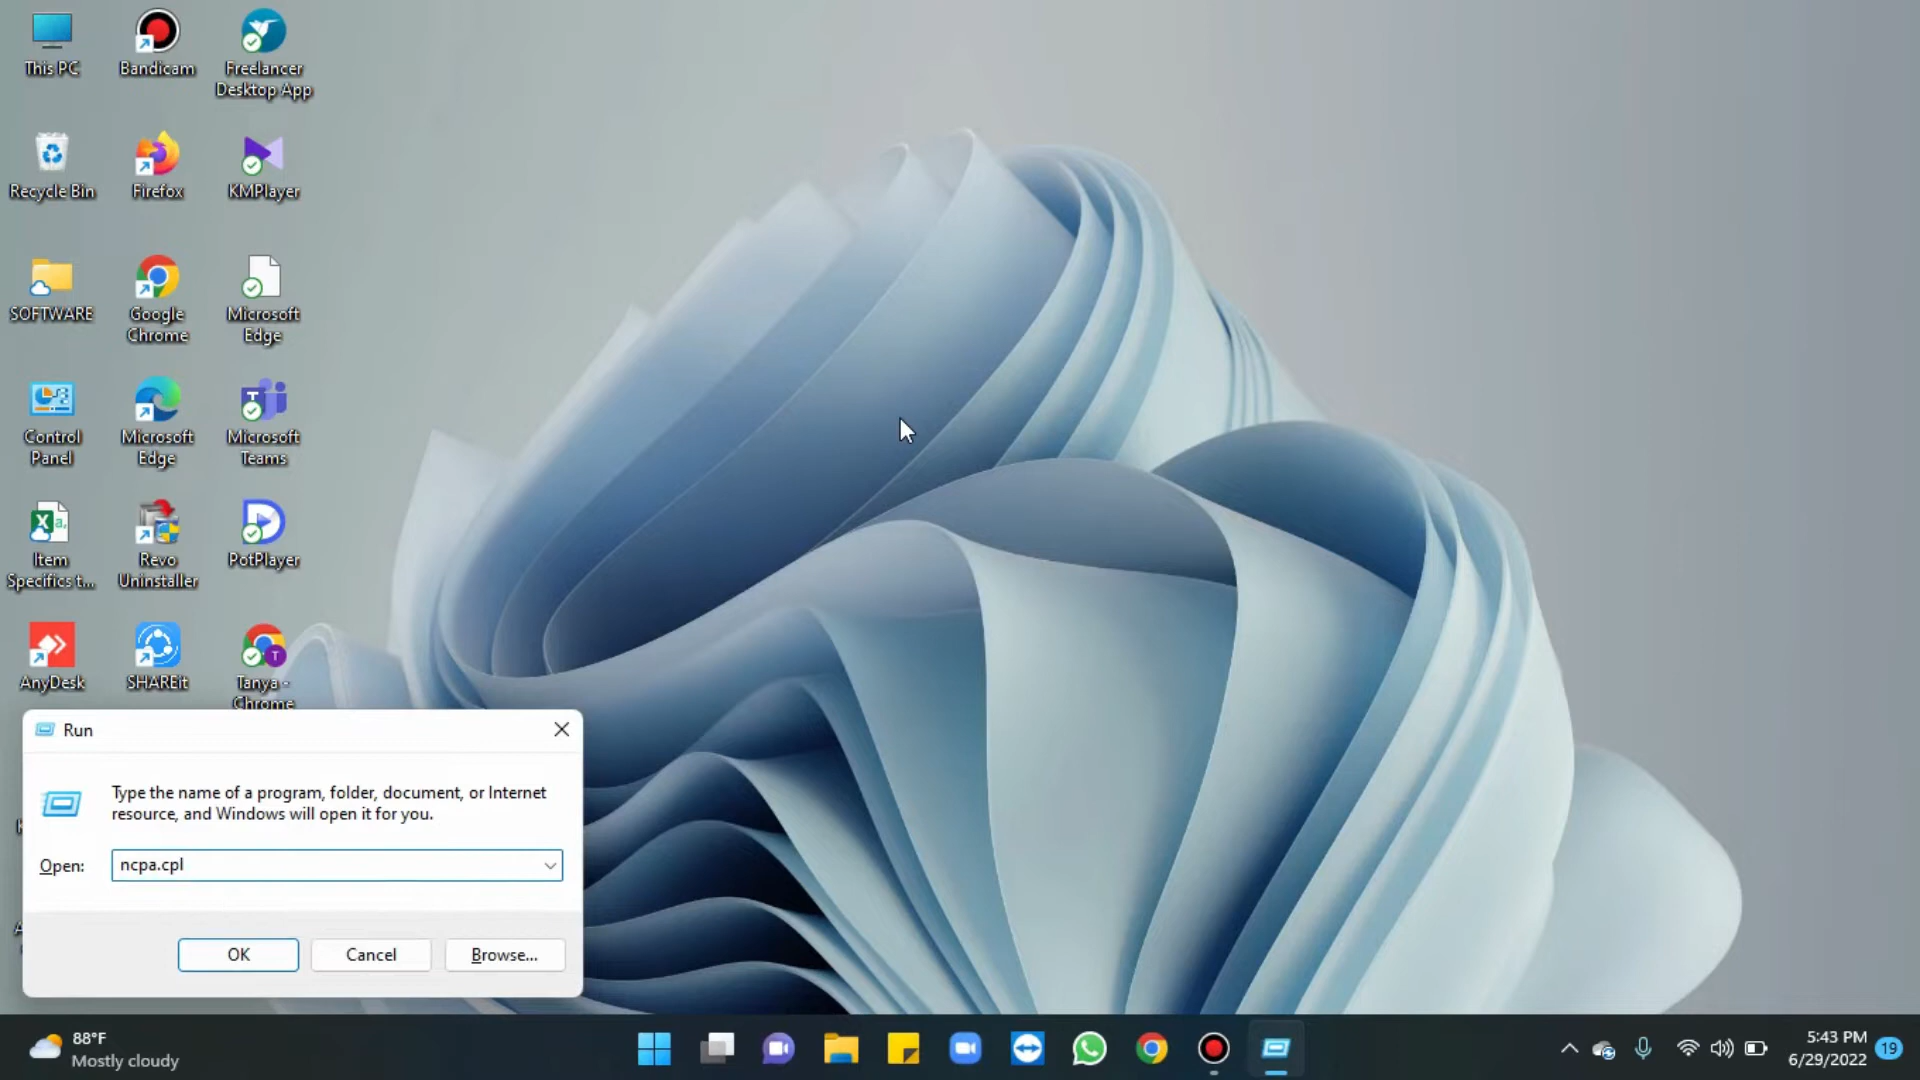 This PC
Bandicam
Freelancer
Desktop App
Recycle Bin
Firefox
KMPlayer
SOFTWARE
Google
Chrome
Microsoft
Edge
Control
Panel
Microsoft
Edge
Microsoft
Teams
Item
Specifics t...
Revo
Uninstaller
PotPlayer
AnyDesk
SHAREit
Tanya -
Chrome
Run
Type the name of a program, folder, document, or Internet
resource, and Windows will open it for you.
Open:
ncpa.cpl
OK
Cancel
Browse...
88°F
Mostly cloudy
5:43 PM
6/29/2022
19